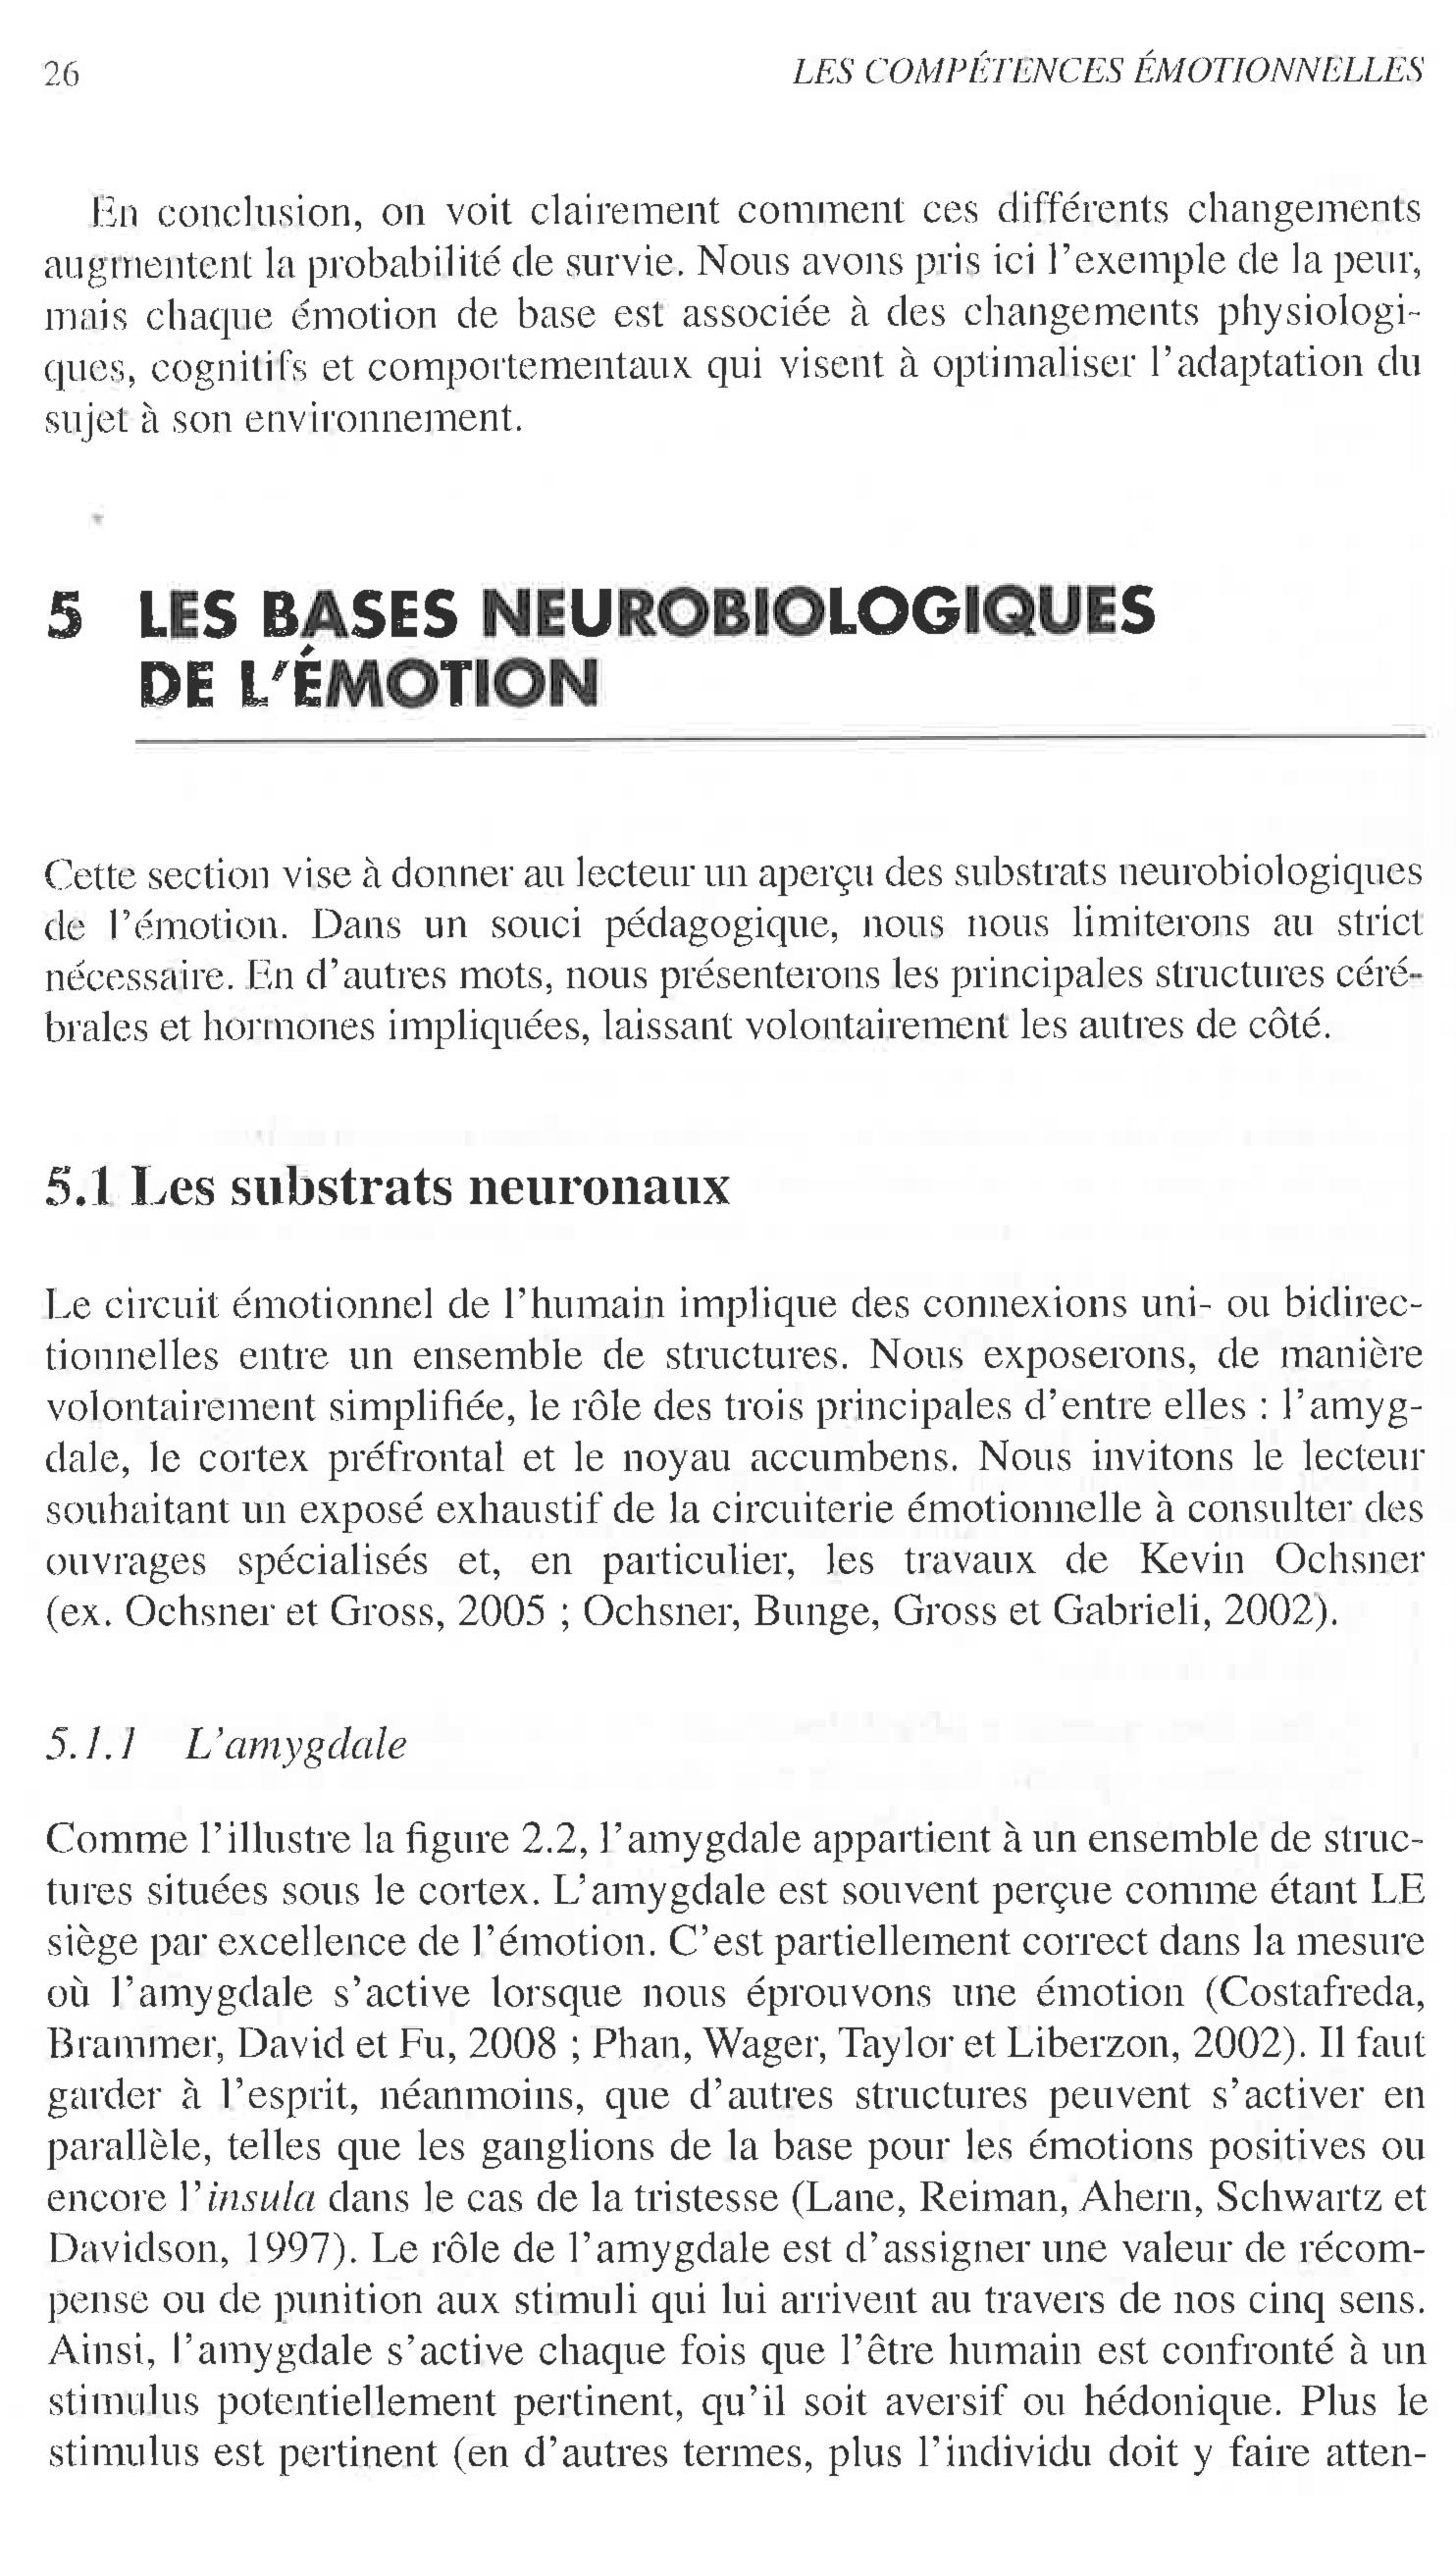 26
LES COMPÉTENCES ÉMOTIONNELLES
En conclusion, on voit clairement comment ces différents changements
augmentent la probabilité de survie. Nous avons pris ici l'exemple de la peur,
mais chaque émotion de base est associée à des changements physiologi-
ques, cognitifs et comportementaux qui visent à optimaliser l'adaptation du
sujet à son environnement.
5 LES BASES NEUROBIOLOGIQUES
DE L'ÉMOTION
Cette section vise à donner au lecteur un aperçu des substrats neurobiologiques
de l'émotion. Dans un souci pédagogique, nous nous limiterons au strict
nécessaire. En d'autres mots, nous présenterons les principales structures céré-
brales et hormones impliquées, laissant volontairement les autres de côté.
5.1 Les substrats neuronaux
Le circuit émotionnel de l'humain implique des connexions uni- ou bidirec-
tionnelles entre un ensemble de structures. Nous exposerons, de manière
volontairement simplifiée, le rôle des trois principales d'entre elles : l'amyg-
dale, le cortex préfrontal et le noyau accumbens. Nous invitons le lecteur
souhaitant un exposé exhaustif de la circuiterie émotionnelle à consulter des
ouvrages spécialisés et, en particulier, les travaux de Kevin Ochsner
(ex. Ochsner et Gross, 2005 ; Ochsner, Bunge, Gross et Gabrieli, 2002).
5.1.1 L'amygdale
Comme l'illustre la figure 2.2, l'amygdale appartient à un ensemble de struc-
tures situées sous le cortex. L'amygdale est souvent perçue comme étant LE
siège par excellence de l'émotion. C'est partiellement correct dans la mesure
où l'amygdale s'active lorsque nous éprouvons une émotion (Costafreda,
Brammer, David et Fu, 2008 ; Phan, Wager, Taylor et Liberzon, 2002). Il faut
garder à l'esprit, néanmoins, que d'autres structures peuvent s'activer en
parallèle, telles que les ganglions de la base pour les émotions positives ou
encore l'insula dans le cas de la tristesse (Lane, Reiman, Ahern, Schwartz et
Davidson, 1997). Le rôle de l'amygdale est d'assigner une valeur de récom-
pense ou de punition aux stimuli qui lui arrivent au travers de nos cinq sens.
Ainsi, l'amygdale s'active chaque fois que l'être humain est confronté à un
stimulus potentiellement pertinent, qu'il soit aversif ou hédonique. Plus le
stimulus est pertinent (en d'autres termes, plus l'individu doit y faire atten-